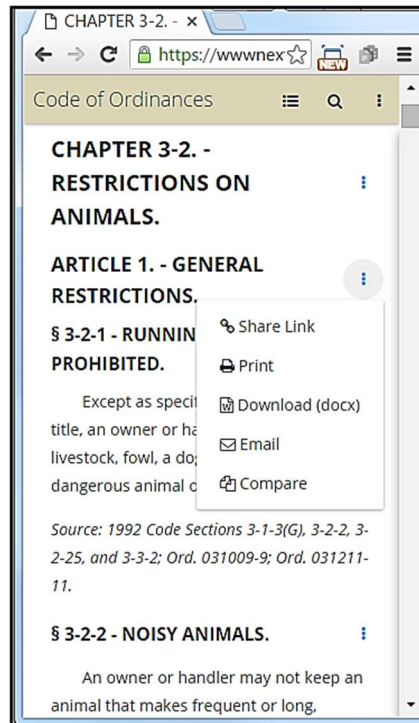 CHAPTER 3-2. -
https://wwwnex
NEW
Code of Ordinances
CHAPTER 3-2. -
RESTRICTIONS ON
ANIMALS.
ARTICLE 1. - GENERAL
RESTRICTIONS.
§ 3-2-1 - RUNNIN
PROHIBITED.
Share Link
Print
Download (docx)
Email
Compare
Except as specif
title, an owner or ha
livestock, fowl, a do
dangerous animal o
Source: 1992 Code Sections 3-1-3(G), 3-2-2, 3-
2-25, and 3-3-2; Ord. 031009-9; Ord. 031211-
11.
§ 3-2-2 - NOISY ANIMALS.
An owner or handler may not keep an
animal that makes frequent or long,